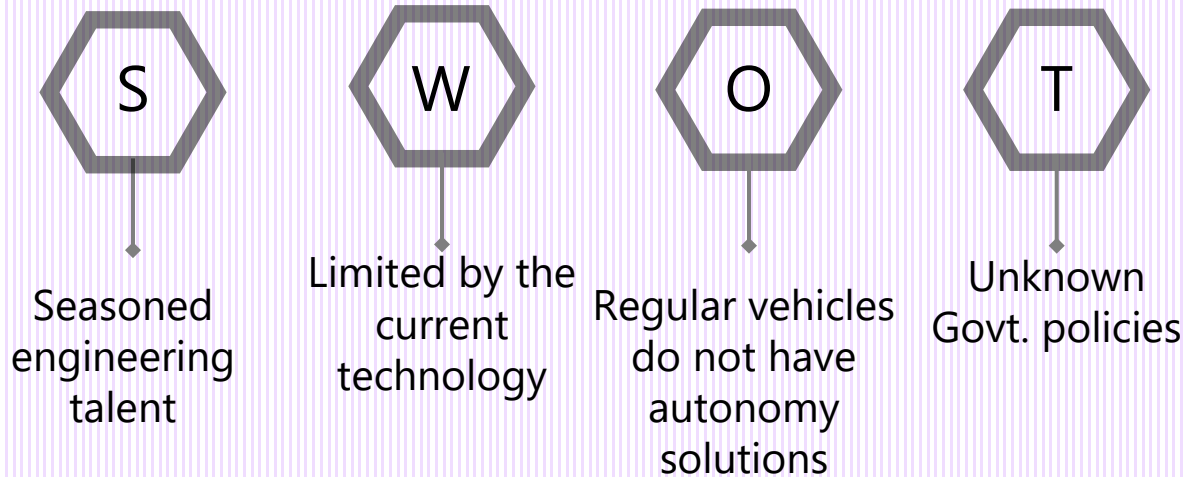 S
Seasoned
engineering
talent
W
Limited by the
current
technology
O
Regular vehicles
do not have
autonomy
solutions
T
Unknown
Govt. policies